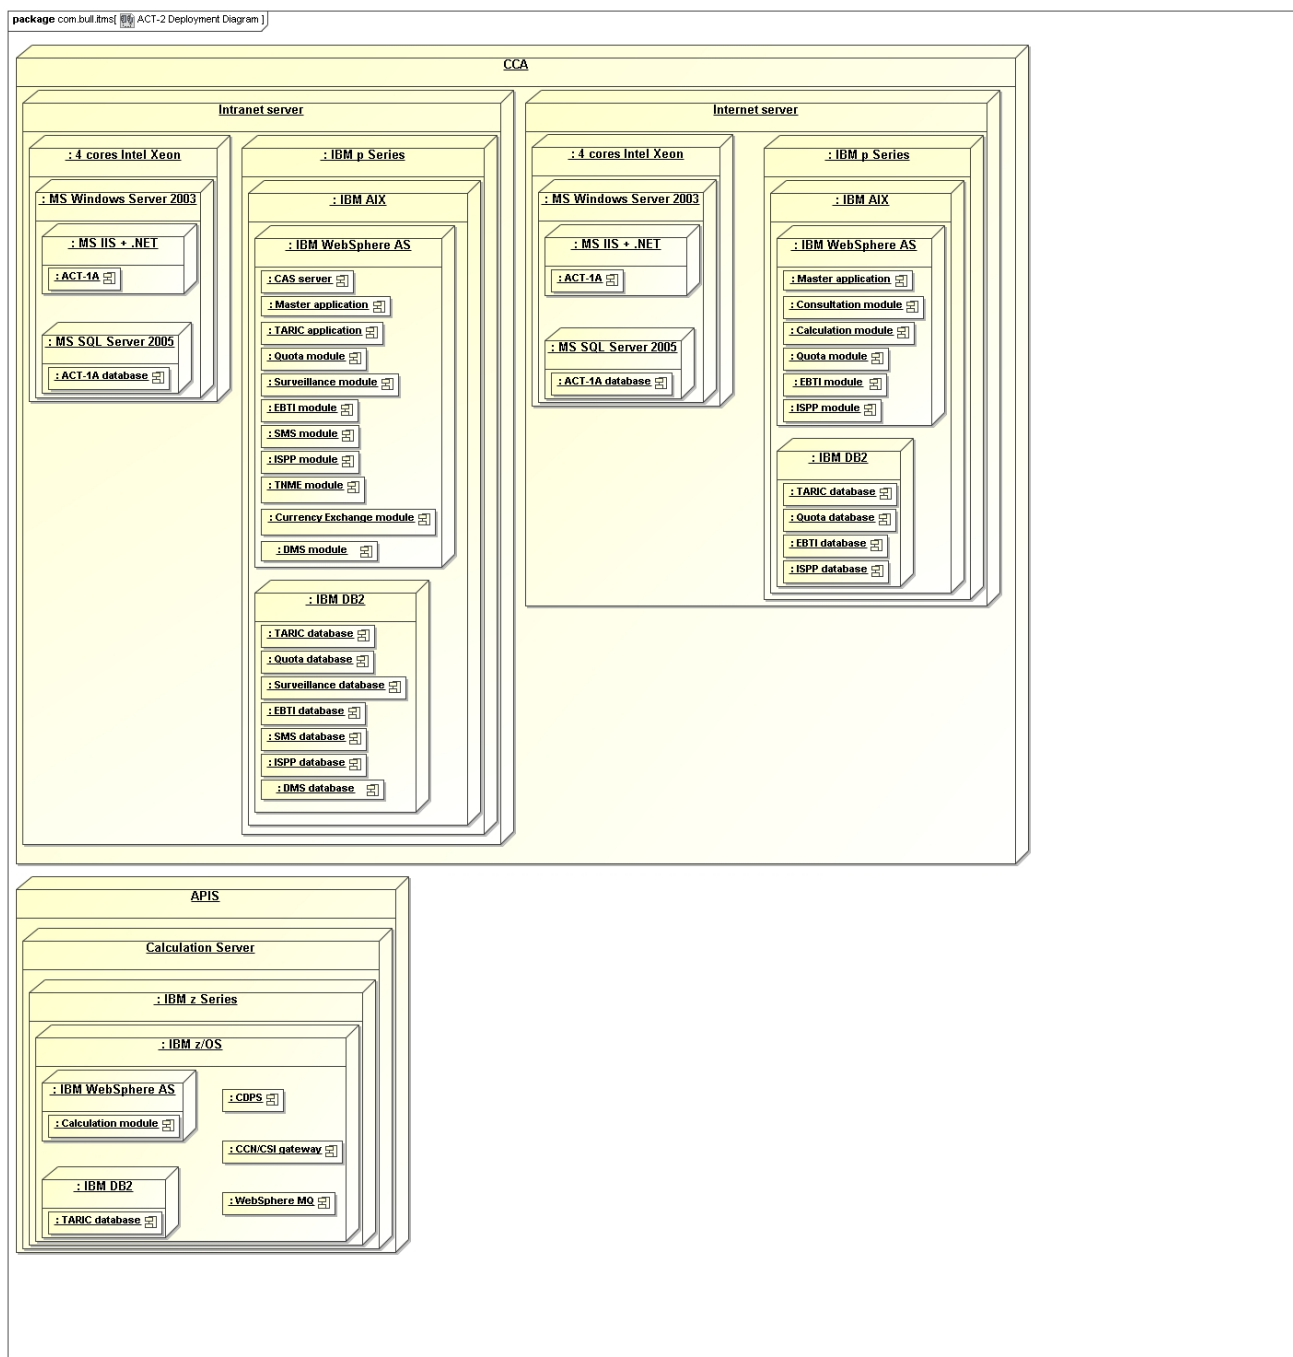 package com.bull.itms[ ACT-2 Deployment Diagram ]
CCA
Intranet server
: 4 cores Intel Xeon
: MS Windows Server 2003
: MS IIS + .NET
: ACT-1A
: MS SQL Server 2005
: ACT-1A database
: IBM p Series
: IBM AIX
: IBM WebSphere AS
: CAS server
: Master application
: TARIC application
: Quota module
: Surveillance module
: EBTI module
: SMS module
: ISPP module
: TNME module
: Currency Exchange module
: DMS module
: IBM DB2
: TARIC database
: Quota database
: Surveillance database
: EBTI database
: SMS database
: ISPP database
: DMS database
Internet server
: 4 cores Intel Xeon
: MS Windows Server 2003
: MS IIS + .NET
: ACT-1A
: MS SQL Server 2005
: ACT-1A database
: IBM p Series
: IBM AIX
: IBM WebSphere AS
: Master application
: Consultation module
: Calculation module
: Quota module
: EBTI module
: ISPP module
: IBM DB2
: TARIC database
: Quota database
: EBTI database
: ISPP database
APIS
Calculation Server
: IBM z Series
: IBM z/OS
: IBM WebSphere AS
: Calculation module
: IBM DB2
: TARIC database
: CDPS
: CCN/CSI gateway
: WebSphere MQ